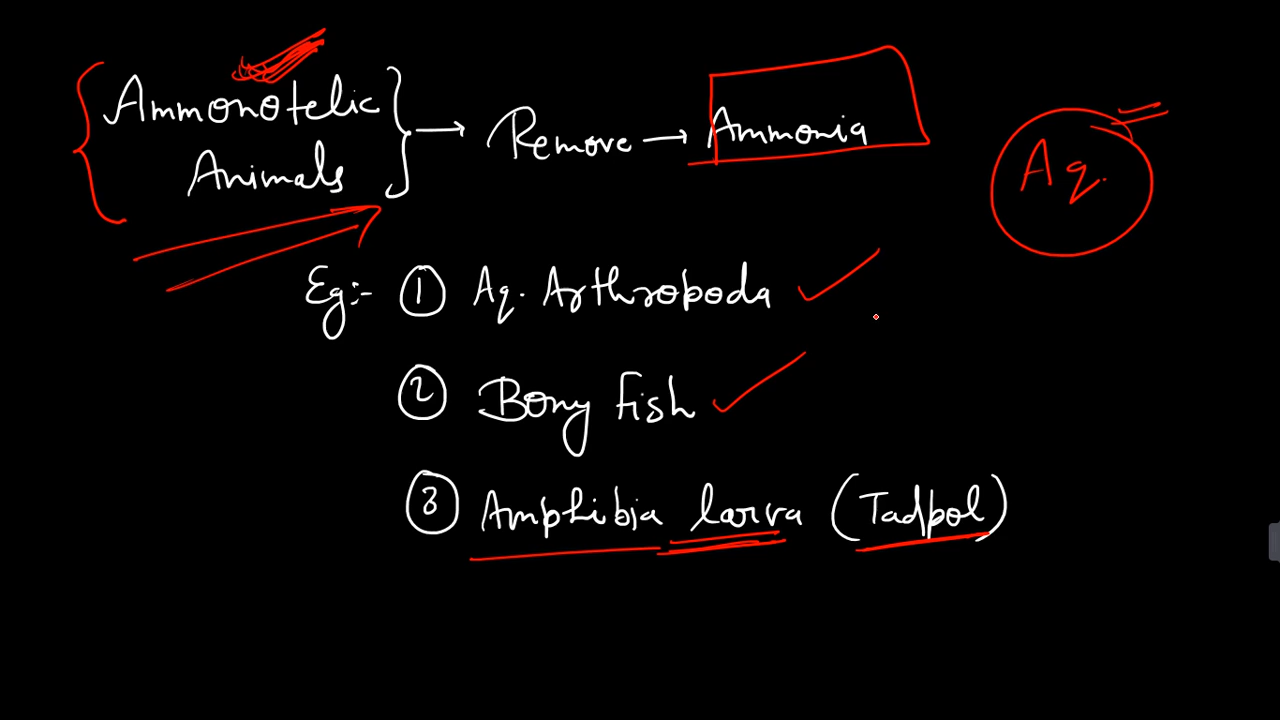 Ammonotelic Animals } → Remove → Ammonia
Aq.
Eg:- ① Aq. Arthropoda ✓
② Bony fish ✓
③ Amphibia larva (Tadpol)